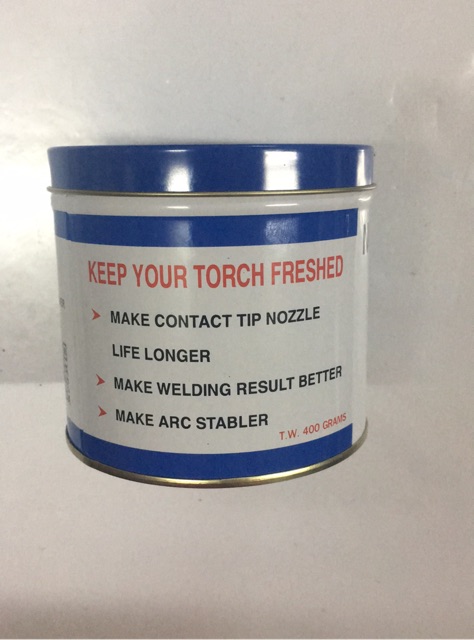 KEEP YOUR TORCH FRESHED
MAKE CONTACT TIP NOZZLE
LIFE LONGER
MAKE WELDING RESULT BETTER
MAKE ARC STABLER
T.W. 400 GRAMS